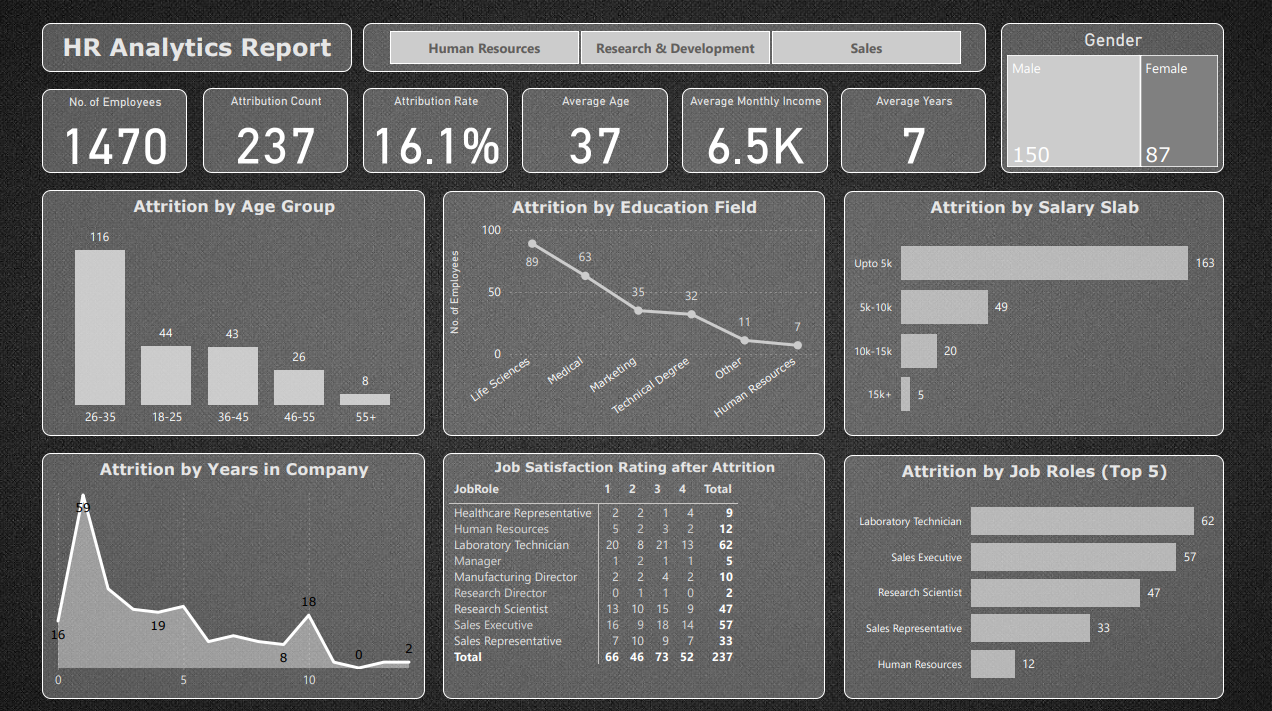 HR Analytics Report
Human Resources
Research & Development
Sales
Gender
Male
Female
150
87
No. of Employees
1470
Attribution Count
237
Attribution Rate
16.1%
Average Age
37
Average Monthly Income
6.5K
Average Years
7
Attrition by Age Group
116
44
43
26
8
26-35
18-25
36-45
46-55
55+
Attrition by Education Field
No. of Employees
100
50
0
89
63
35
32
11
7
Life Sciences
Medical
Marketing
Technical Degree
Other
Human Resources
Attrition by Salary Slab
Upto 5k 163
5k-10k 49
10k-15k 20
15k+ 5
Attrition by Years in Company
59
16
19
8
18
0
2
0
5
10
Job Satisfaction Rating after Attrition
JobRole 1 2 3 4 Total
Healthcare Representative 2 2 1 4 9
Human Resources 5 2 3 2 12
Laboratory Technician 20 8 21 13 62
Manager 1 2 1 1 5
Manufacturing Director 2 2 4 2 10
Research Director 0 1 1 0 2
Research Scientist 13 10 15 9 47
Sales Executive 16 9 18 14 57
Sales Representative 7 10 9 7 33
Total 66 46 73 52 237
Attrition by Job Roles (Top 5)
Laboratory Technician 62
Sales Executive 57
Research Scientist 47
Sales Representative 33
Human Resources 12